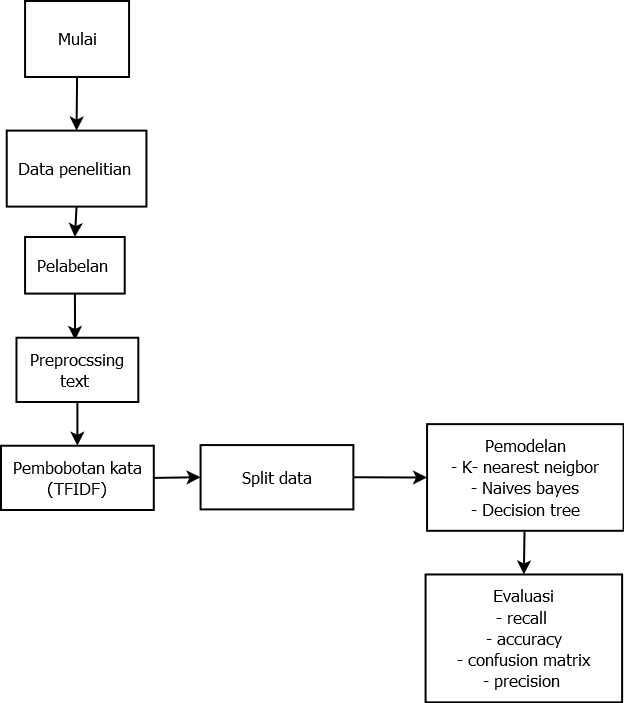 Mulai
Data penelitian
Pelabelan
Preprocssing
text
Pembobotan kata
(TFIDF)
Split data
Pemodelan
- K- nearest neigbor
- Naives bayes
- Decision tree
Evaluasi
- recall
- accuracy
- confusion matrix
- precision